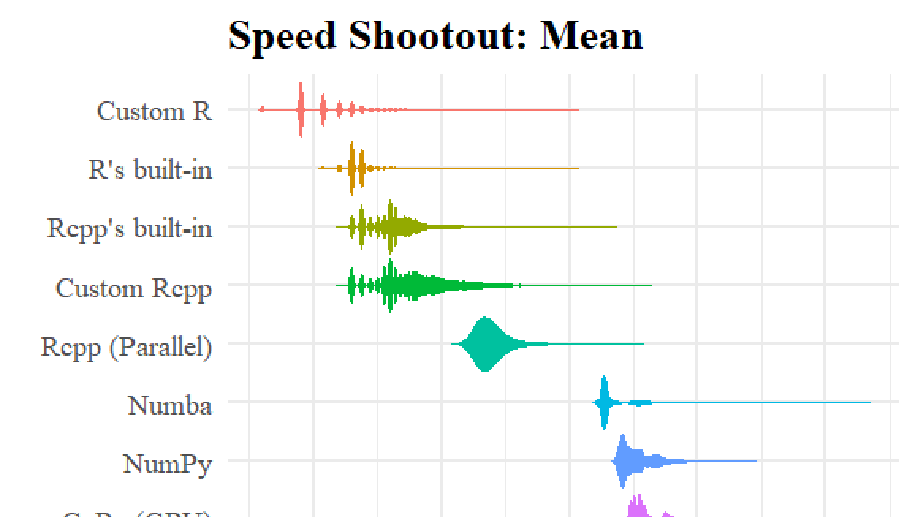 Speed Shootout: Mean
Custom R
R's built-in
Rcpp's built-in
Custom Rcpp
Rcpp (Parallel)
Numba
NumPy